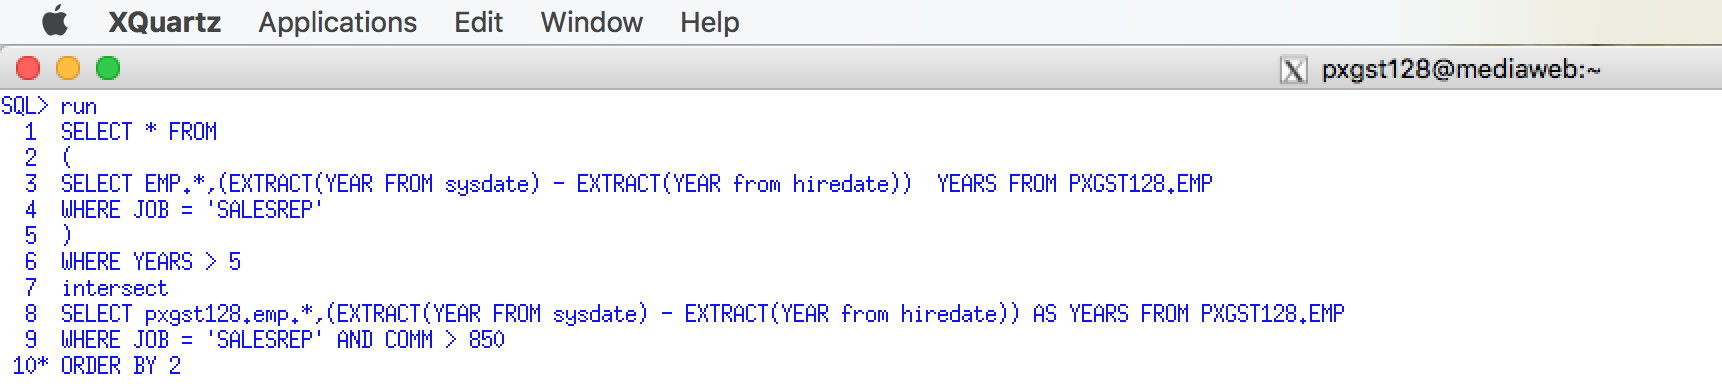 XQuartz Applications Edit Window Help
X pxgst128@mediaweb:~
SQL> run
1 SELECT * FROM
2 (
3 SELECT EMP.*,(EXTRACT(YEAR FROM sysdate) - EXTRACT(YEAR from hiredate))  YEARS FROM PXGST128.EMP
4 WHERE JOB = 'SALESREP'
5 )
6 WHERE YEARS > 5
7 intersect
8 SELECT pxgst128.emp.*,(EXTRACT(YEAR FROM sysdate) - EXTRACT(YEAR from hiredate)) AS YEARS FROM PXGST128.EMP
9 WHERE JOB = 'SALESREP' AND COMM > 850
10* ORDER BY 2